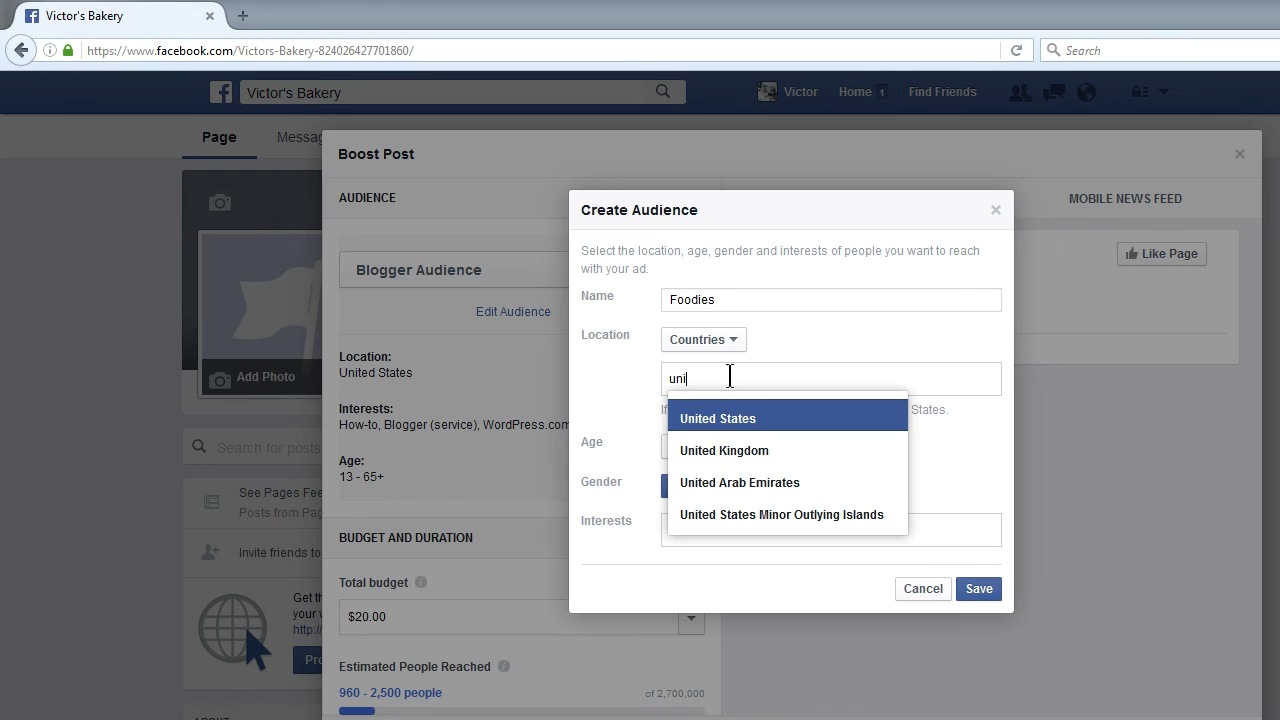 Victor's Bakery
https://www.facebook.com/Victors-Bakery-824026427701860/
Search
Victor's Bakery
Victor
Home 1
Find Friends
Page
Messag
Boost Post
AUDIENCE
MOBILE NEWS FEED
Create Audience
Select the location, age, gender and interests of people you want to reach
with your ad.
Like Page
Blogger Audience
Name
Foodies
Edit Audience
Location
Countries
Location:
United States
uni
Add Photo
Interests:
How-to, Blogger (service), WordPress.com
If
States.
United States
United Kingdom
United Arab Emirates
United States Minor Outlying Islands
Age
Search for posts
Age:
13 - 65+
Gender
See Pages Fee
Posts from Pag
Interests
BUDGET AND DURATION
Invite friends to
Total budget
Cancel
Save
Get th
your v
http://
$20.00
Pro
Estimated People Reached
960 - 2,500 people
of 2,700,000